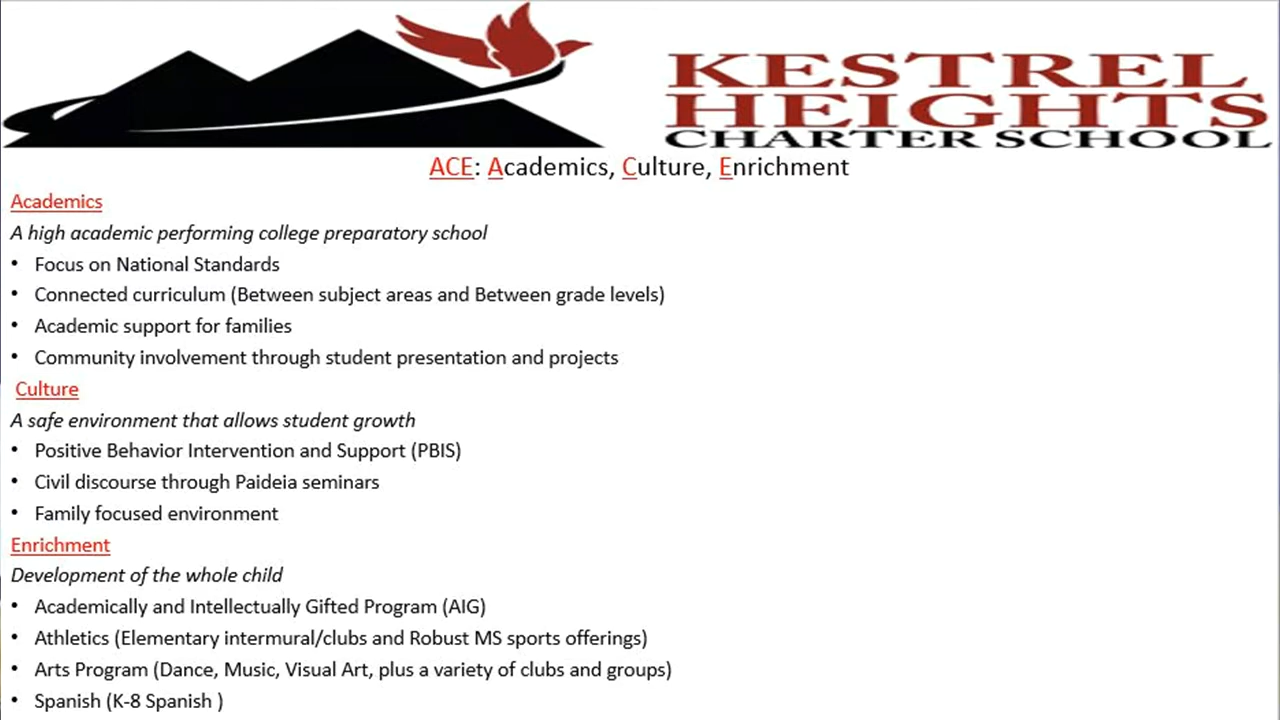 KESTREL
HEIGHTS
CHARTER SCHOOL
ACE: Academics, Culture, Enrichment
Academics
A high academic performing college preparatory school
• Focus on National Standards
• Connected curriculum (Between subject areas and Between grade levels)
• Academic support for families
• Community involvement through student presentation and projects
Culture
A safe environment that allows student growth
• Positive Behavior Intervention and Support (PBIS)
• Civil discourse through Paideia seminars
• Family focused environment
Enrichment
Development of the whole child
• Academically and Intellectually Gifted Program (AIG)
• Athletics (Elementary intermural/clubs and Robust MS sports offerings)
• Arts Program (Dance, Music, Visual Art, plus a variety of clubs and groups)
• Spanish (K-8 Spanish )